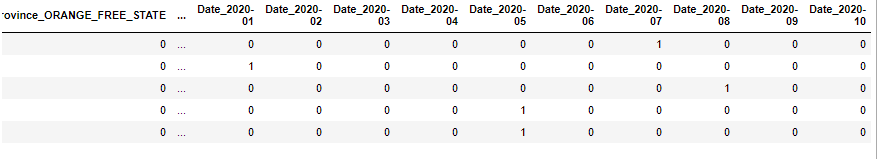 rovince_ORANGE_FREE_STATE ... Date_2020-01 Date_2020-02 Date_2020-03 Date_2020-04 Date_2020-05 Date_2020-06 Date_2020-07 Date_2020-08 Date_2020-09 Date_2020-10
0 ... 0 0 0 0 0 0 1 0 0 0
0 ... 1 0 0 0 0 0 0 0 0 0
0 ... 0 0 0 0 0 0 0 1 0 0
0 ... 0 0 0 0 1 0 0 0 0 0
0 ... 0 0 0 0 1 0 0 0 0 0